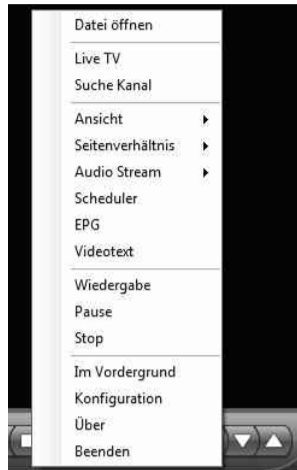 Datei öffnen
Live TV
Suche Kanal
Ansicht
Seitenverhältnis
Audio Stream
Scheduler
EPG
Videotext
Wiedergabe
Pause
Stop
Im Vordergrund
Konfiguration
Über
Beenden